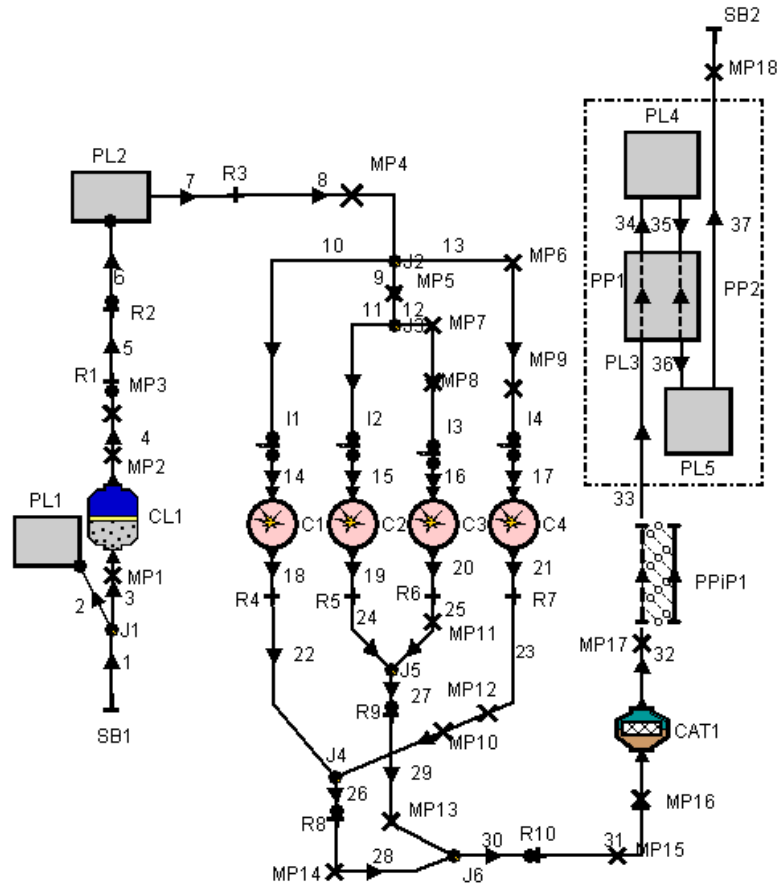 SB2
MP18
PL4
PL2
7 R3 8 MP4
34 35 37
10 J2 13 MP6
9 MP5
6 PP1 PP2
R2 11 12 MP7
J3
5 MP9 PL3 36
R1 MP3 MP8
I1 I2 I3 I4
4 PL5
MP2
14 15 16 17
PL1 33
CL1 C1 C2 C3 C4
MP1 18 19 20 21 PPiP1
2 3 R4 R5 R6 R7
24 25
J1 MP11 MP17
22 23 32
1 J5
27 MP12
SB1 R9 CAT1
MP10
J4
26 29 MP16
R8 MP13
R10
30 31 MP15
MP14 28
J6